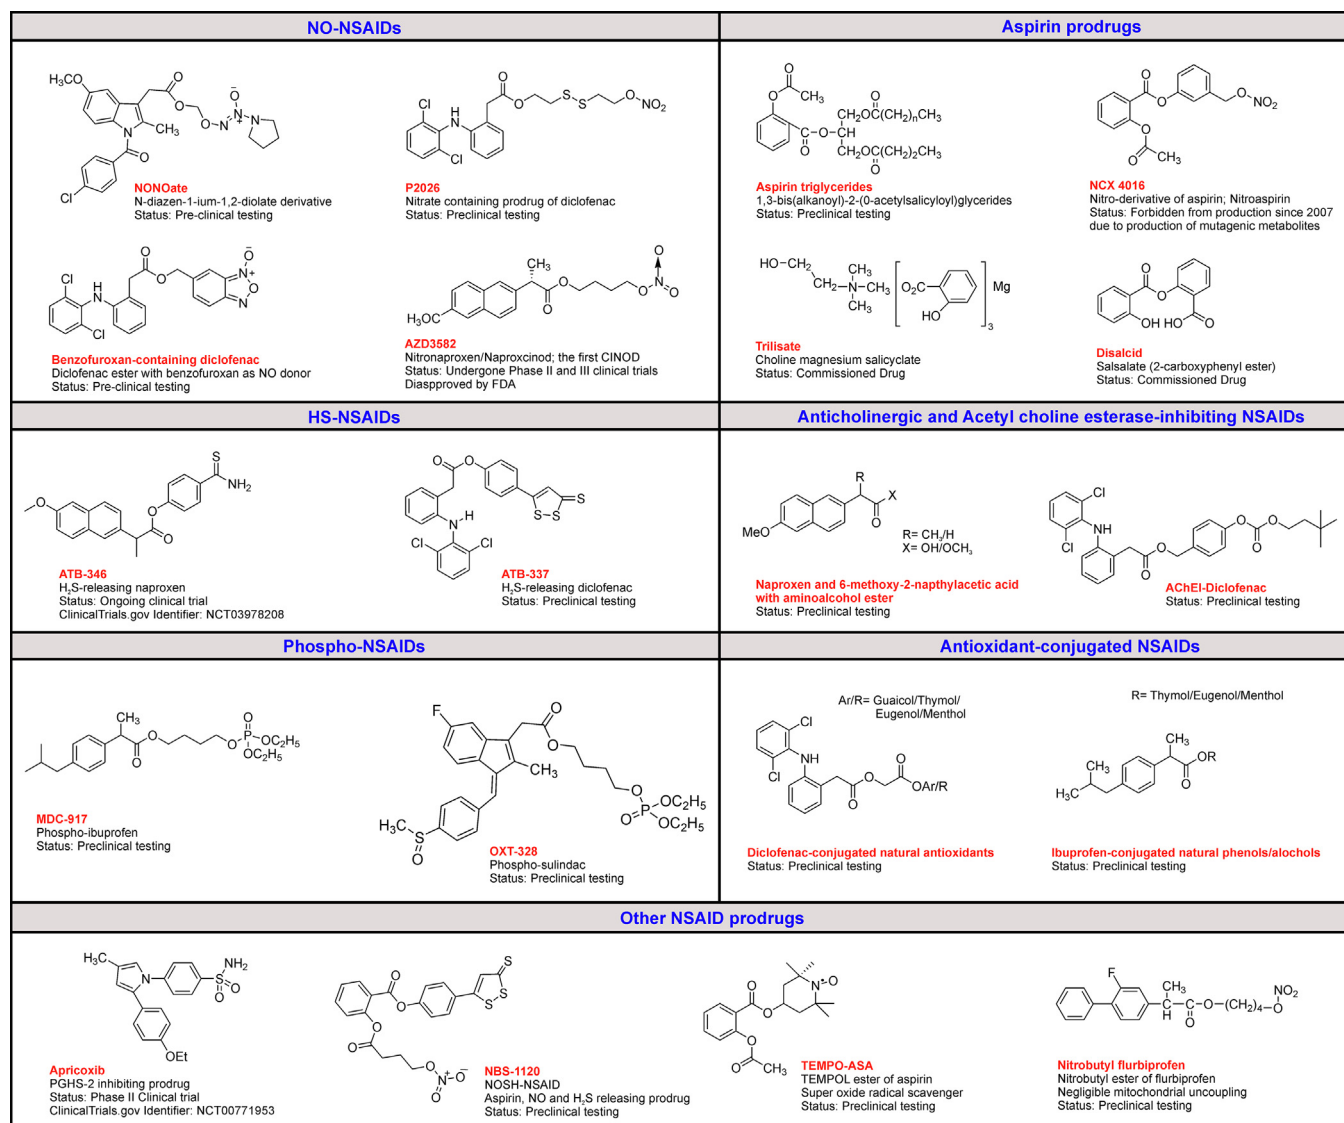 NO-NSAIDs
NONOate
N-diazen-1-ium-1,2-diolate derivative
Status: Pre-clinical testing
P2026
Nitrate containing prodrug of diclofenac
Status: Preclinical testing
Benzofuroxan-containing diclofenac
Diclofenac ester with benzofuroxan as NO donor
Status: Pre-clinical testing
AZD3582
Nitronaproxen/Naproxcinod; the first CINOD
Status: Undergone Phase II and III clinical trials
Diaspproved by FDA
Aspirin prodrugs
Aspirin triglycerides
1,3-bis(alkanoyl)-2-(0-acetylsalicyloyl)glycerides
Status: Preclinical testing
NCX 4016
Nitro-derivative of aspirin; Nitroaspirin
Status: Forbidden from production since 2007
due to production of mutagenic metabolites
Trilisate
Choline magnesium salicyclate
Status: Commissioned Drug
Disalcid
Salsalate (2-carboxyphenyl ester)
Status: Commissioned Drug
HS-NSAIDs
ATB-346
H₂S-releasing naproxen
Status: Ongoing clinical trial
ClinicalTrials.gov Identifier: NCT03978208
ATB-337
H₂S-releasing diclofenac
Status: Preclinical testing
Anticholinergic and Acetyl choline esterase-inhibiting NSAIDs
R= CH₃/H
X= OH/OCH₃
Naproxen and 6-methoxy-2-napthylacetic acid
with aminoalcohol ester
Status: Preclinical testing
AChEI-Diclofenac
Status: Preclinical testing
Phospho-NSAIDs
MDC-917
Phospho-ibuprofen
Status: Preclinical testing
OXT-328
Phospho-sulindac
Status: Preclinical testing
Antioxidant-conjugated NSAIDs
Ar/R= Guaicol/Thymol/
Eugenol/Menthol
Diclofenac-conjugated natural antioxidants
Status: Preclinical testing
R= Thymol/Eugenol/Menthol
Ibuprofen-conjugated natural phenols/alochols
Status: Preclinical testing
Other NSAID prodrugs
Apricoxib
PGHS-2 inhibiting prodrug
Status: Phase II Clinical trial
ClinicalTrials.gov Identifier: NCT00771953
NBS-1120
NOSH-NSAID
Aspirin, NO and H₂S releasing prodrug
Status: Preclinical testing
TEMPO-ASA
TEMPOL ester of aspirin
Super oxide radical scavenger
Status: Preclinical testing
Nitrobutyl flurbiprofen
Nitrobutyl ester of flurbiprofen
Negligible mitochondrial uncoupling
Status: Preclinical testing